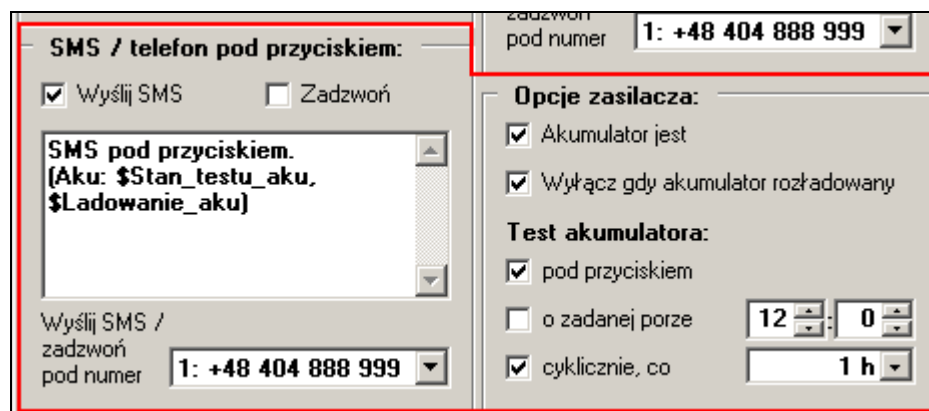 zadzwoń
pod numer 1: +48 404 888 999
SMS / telefon pod przyciskiem:
Wyślij SMS Zadzwoń
SMS pod przyciskiem.
(Aku: $Stan_testu_aku,
$Ladowanie_aku)
Wyślij SMS /
zadzwoń
pod numer 1: +48 404 888 999
Opcje zasilacza:
Akumulator jest
Wyłącz gdy akumulator rozładowany
Test akumulatora:
pod przyciskiem
o zadanej porze 12 : 0
cyklicznie, co 1 h